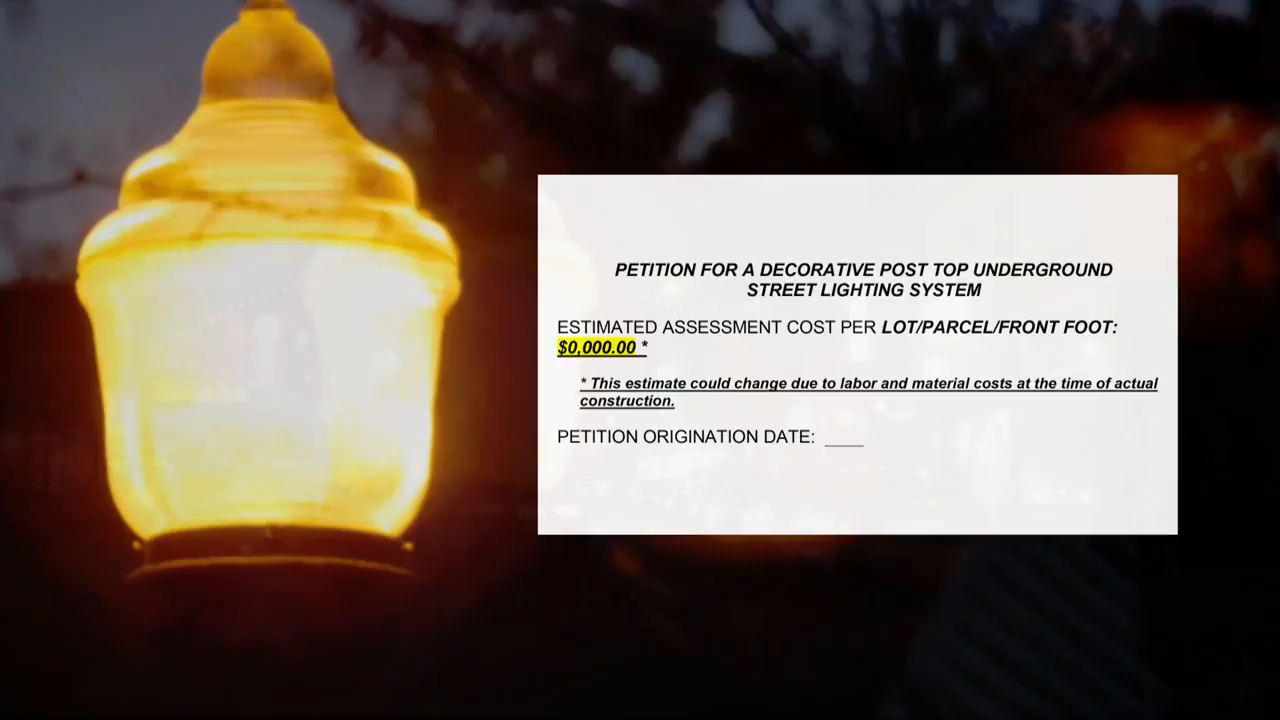 PETITION FOR A DECORATIVE POST TOP UNDERGROUND
STREET LIGHTING SYSTEM
ESTIMATED ASSESSMENT COST PER LOT/PARCEL/FRONT FOOT:
$0,000.00 *
* This estimate could change due to labor and material costs at the time of actual
construction.
PETITION ORIGINATION DATE: ____